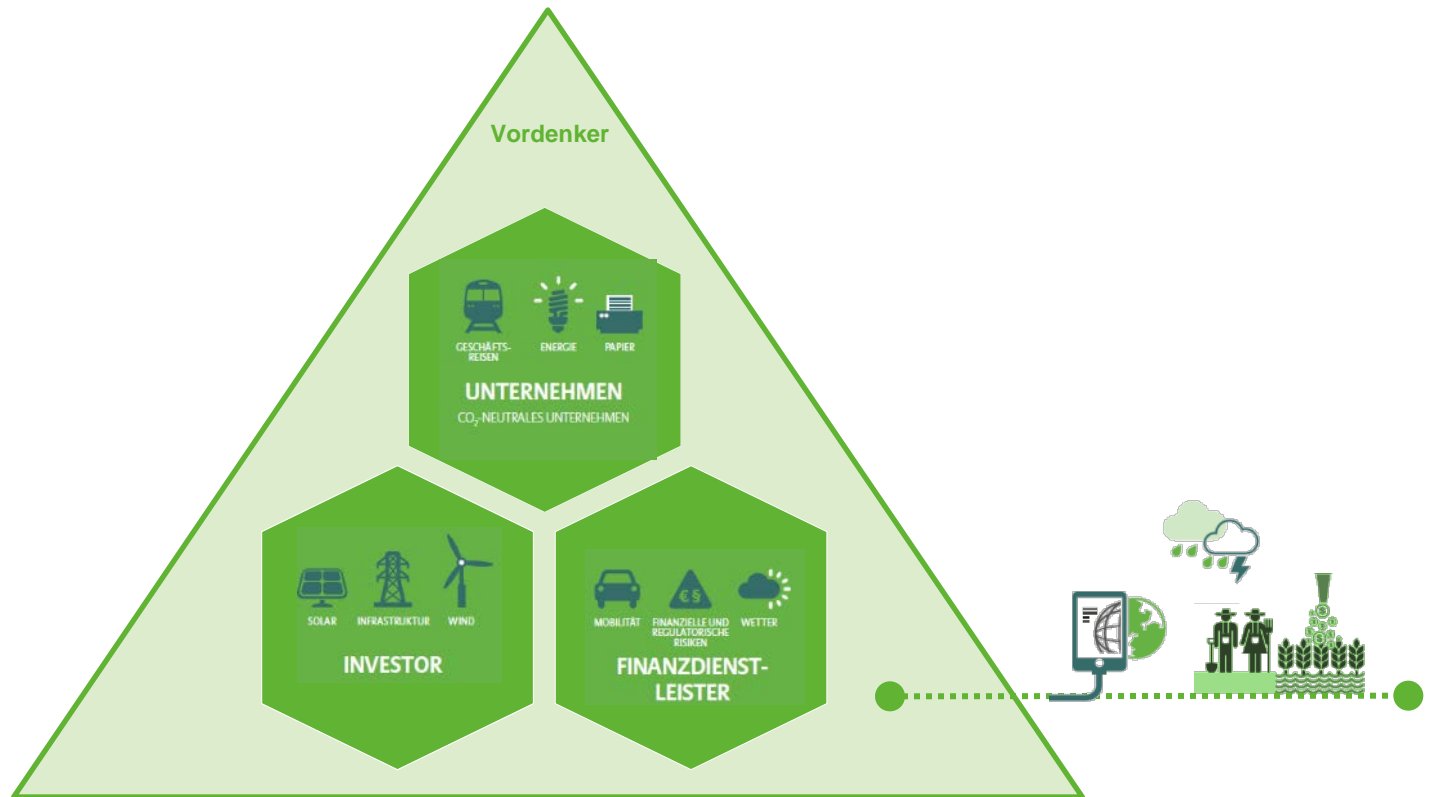 Vordenker
GESCHÄFTS-
REISEN
ENERGIE
PAPIER
UNTERNEHMEN
CO₂-NEUTRALES UNTERNEHMEN
SOLAR
INFRASTRUKTUR
WIND
INVESTOR
€ §
MOBILITÄT
FINANZIELLE UND
REGULATORISCHE
RISIKEN
WETTER
FINANZDIENST-
LEISTER